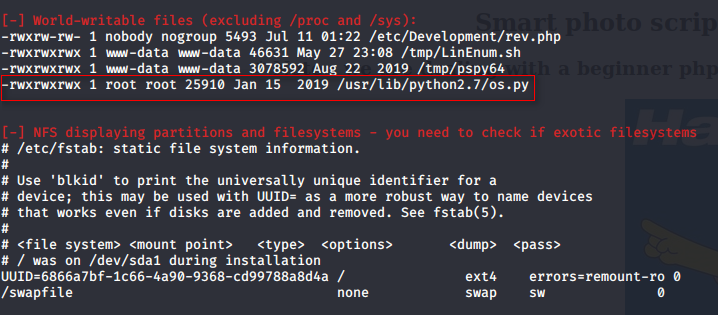 Smart photo scrip
[-] World-writable files (excluding /proc and /sys):
-rwxrw-rw- 1 nobody nogroup 5493 Jul 11 01:22 /etc/Development/rev.php
-rwxrwxrwx 1 www-data www-data 46631 May 27 23:08 /tmp/LinEnum.sh
-rwxrwxrwx 1 www-data www-data 3078592 Aug 22  2019 /tmp/pspy64
with a beginner php
-rwxrwxrwx 1 root root 25910 Jan 15  2019 /usr/lib/python2.7/os.py
[-] NFS displaying partitions and filesystems - you need to check if exotic filesystems
# /etc/fstab: static file system information.
#
# Use 'blkid' to print the universally unique identifier for a
# device; this may be used with UUID= as a more robust way to name devices
# that works even if disks are added and removed. See fstab(5).
#
# <file system> <mount point>   <type>  <options>       <dump>  <pass>
# / was on /dev/sda1 during installation
UUID=6866a7bf-1c66-4a90-9368-cd99788a8d4a /               ext4    errors=remount-ro 0
/swapfile                                 none            swap    sw              0